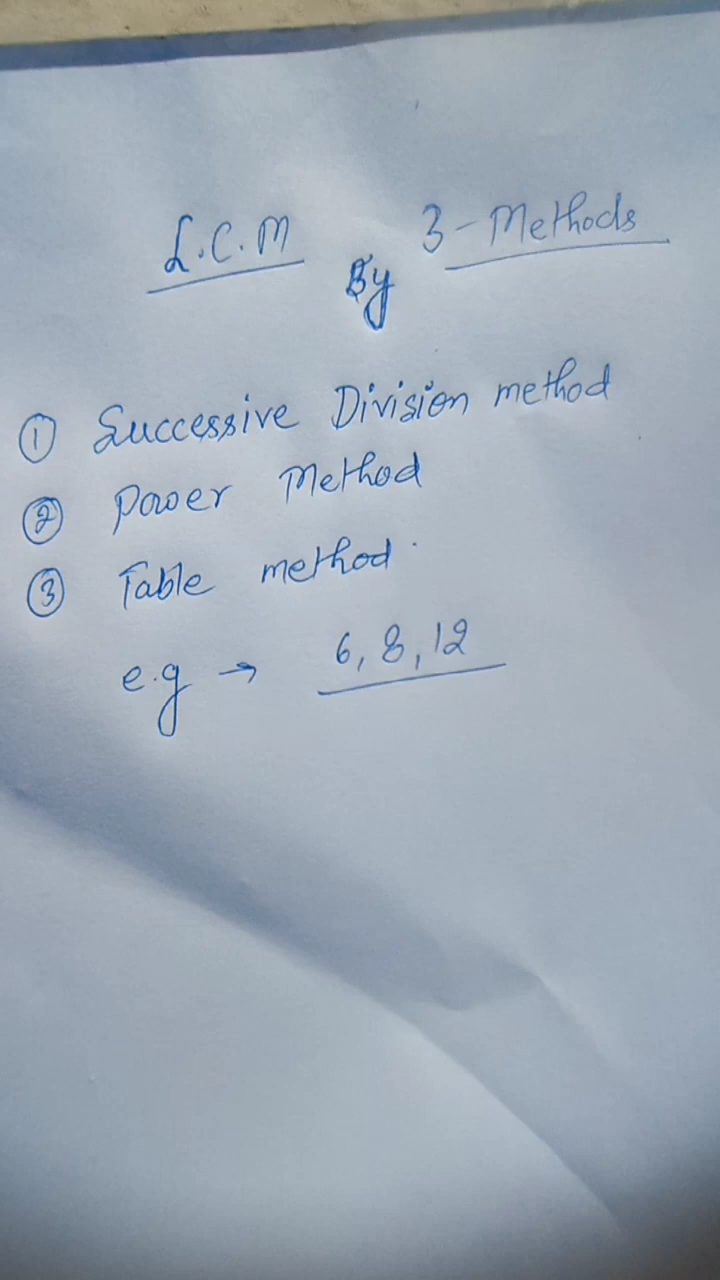 L.C.M By 3-Methods
① Successive Division method
② Power Method
③ Table method.
e.g → 6, 8, 12